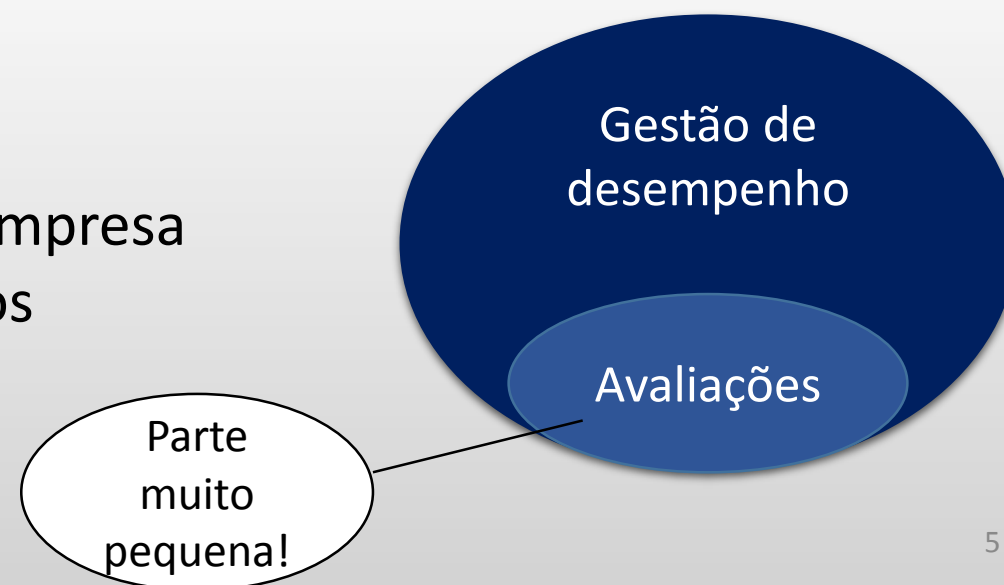 Gestão de
desempenho
mpresa
os
Avaliações
Parte
muito
pequena!
5